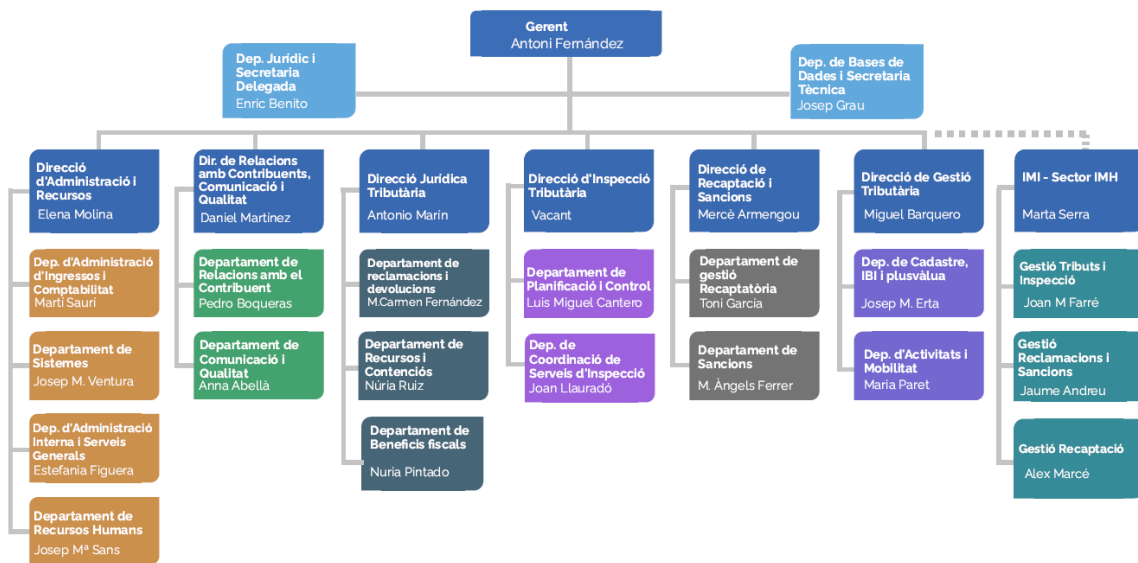 Gerent
Antoni Fernández
Dep. Jurídic i
Secretaria
Delegada
Enric Benito
Dep. de Bases de
Dades i Secretaria
Tècnica
Josep Grau
Direcció
d'Administració i
Recursos
Elena Molina
Dep. d'Administració
d'Ingressos i
Comptabilitat
Martí Saurí
Departament de
Sistemes
Josep M. Ventura
Dep. d'Administració
Interna i Serveis
Generals
Estefania Figuera
Departament de
Recursos Humans
Josep Mª Sans
Dir. de Relacions
amb Contribuents,
Comunicació i
Qualitat
Daniel Martínez
Departament de
Relacions amb el
Contribuent
Pedro Boqueras
Departament de
Comunicació i
Qualitat
Anna Abellà
Direcció Jurídica
Tributària
Antonio Marín
Departament de
reclamacions i
devolucions
M.Carmen Fernández
Departament de
Recursos i
Contenciós
Núria Ruiz
Departament de
Beneficis fiscals
Nuria Pintado
Direcció d'Inspecció
Tributària
Vacant
Departament de
Planificació i Control
Luis Miguel Cantero
Dep. de
Coordinació de
Serveis d'Inspecció
Joan Llauradó
Direcció de
Recaptació i
Sancions
Mercè Armengou
Departament de
gestió
Recaptatòria
Toni García
Departament de
Sancions
M. Àngels Ferrer
Direcció de Gestió
Tributària
Miguel Barquero
Dep. de Cadastre,
IBI i plusvàlua
Josep M. Erta
Dep. d'Activitats i
Mobilitat
Maria Paret
IMI - Sector IMH
Marta Serra
Gestió Tributs i
Inspecció
Joan M Farré
Gestió
Reclamacions i
Sancions
Jaume Andreu
Gestió Recaptació
Alex Marcé